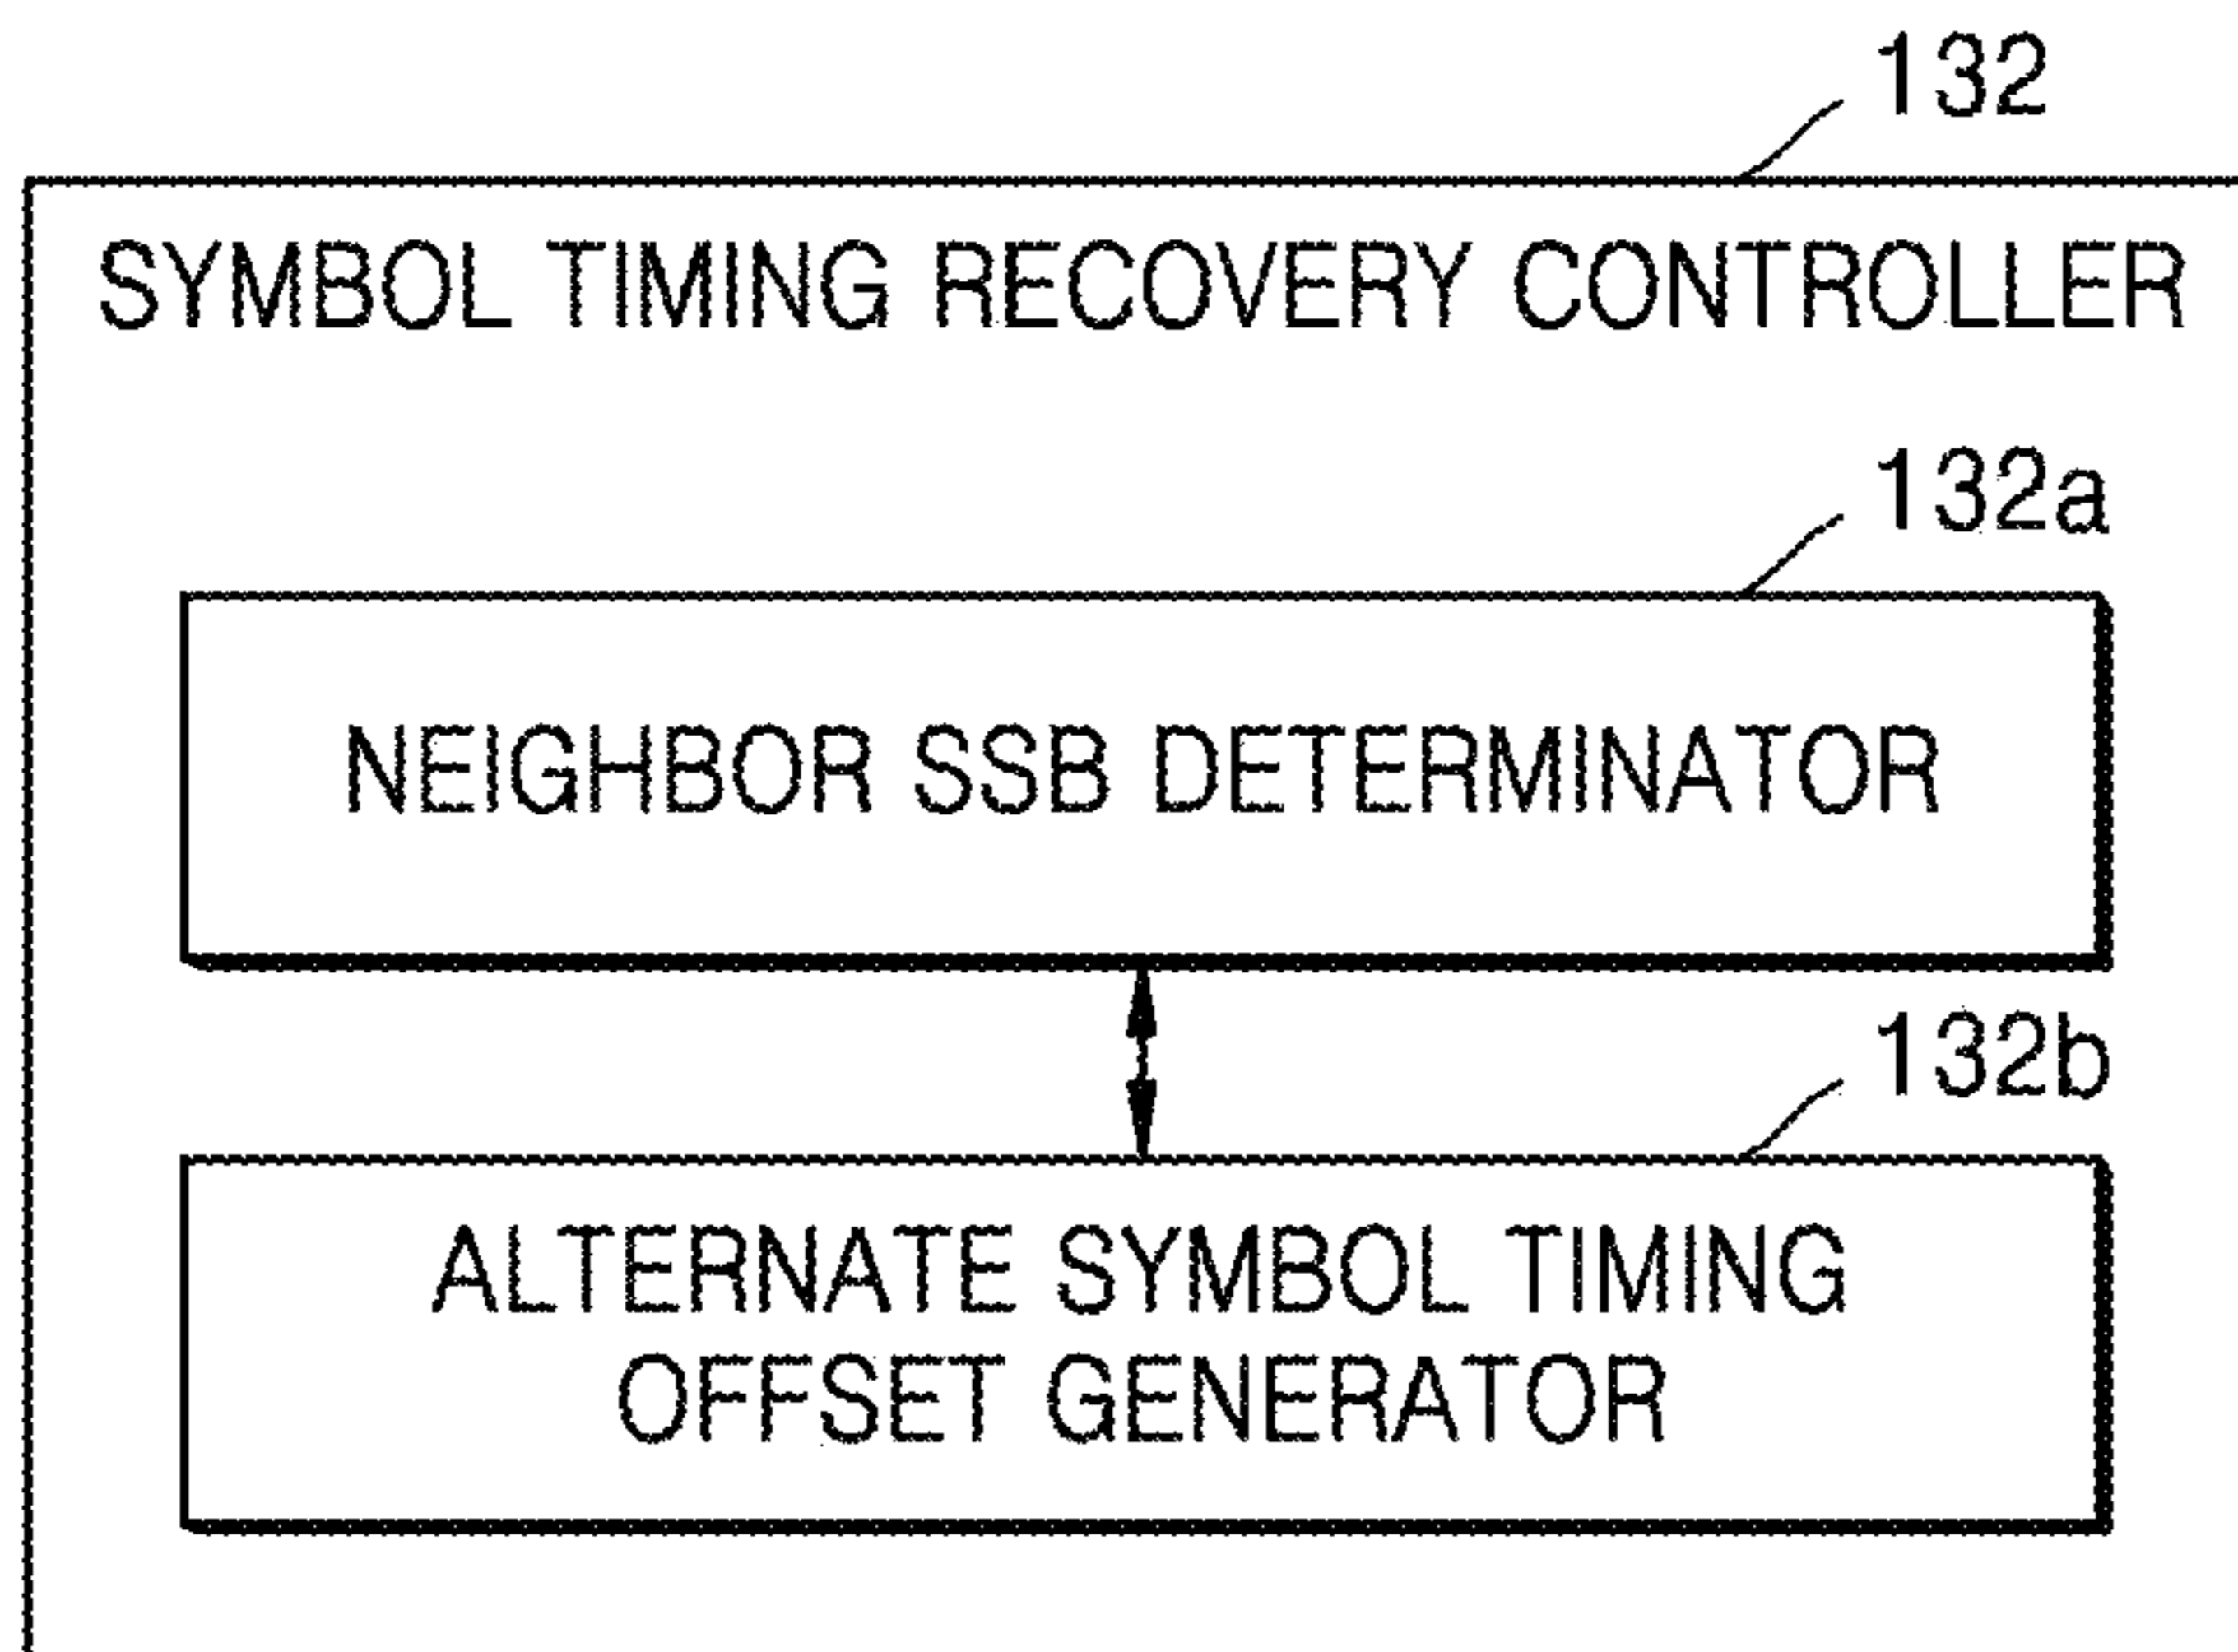 132
SYMBOL TIMING RECOVERY CONTROLLER
132a
NEIGHBOR SSB DETERMINATOR
132b
ALTERNATE SYMBOL TIMING
OFFSET GENERATOR